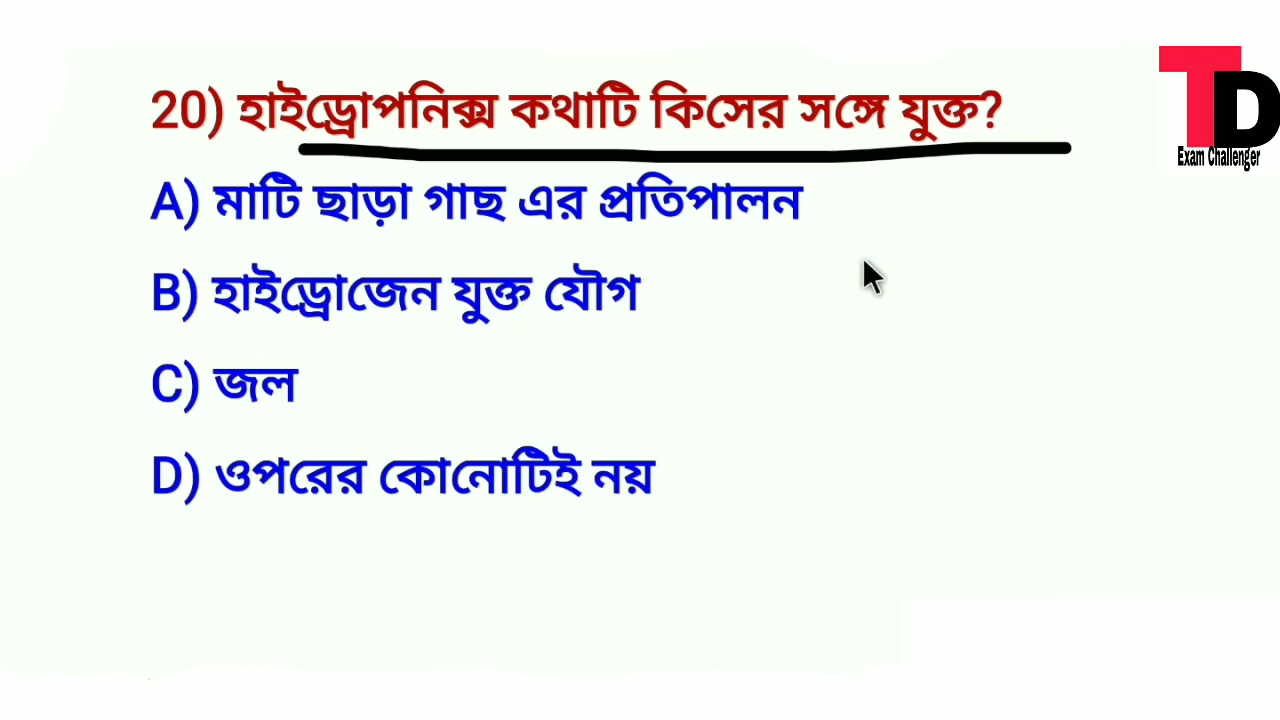 20) হাইড্রোপনিক্স কথাটি কিসের সঙ্গে যুক্ত?
A) মাটি ছাড়া গাছ এর প্রতিপালন
B) হাইড্রোজেন যুক্ত যৌগ
C) জল
D) ওপরের কোনোটিই নয়
TD
Exam Challenger